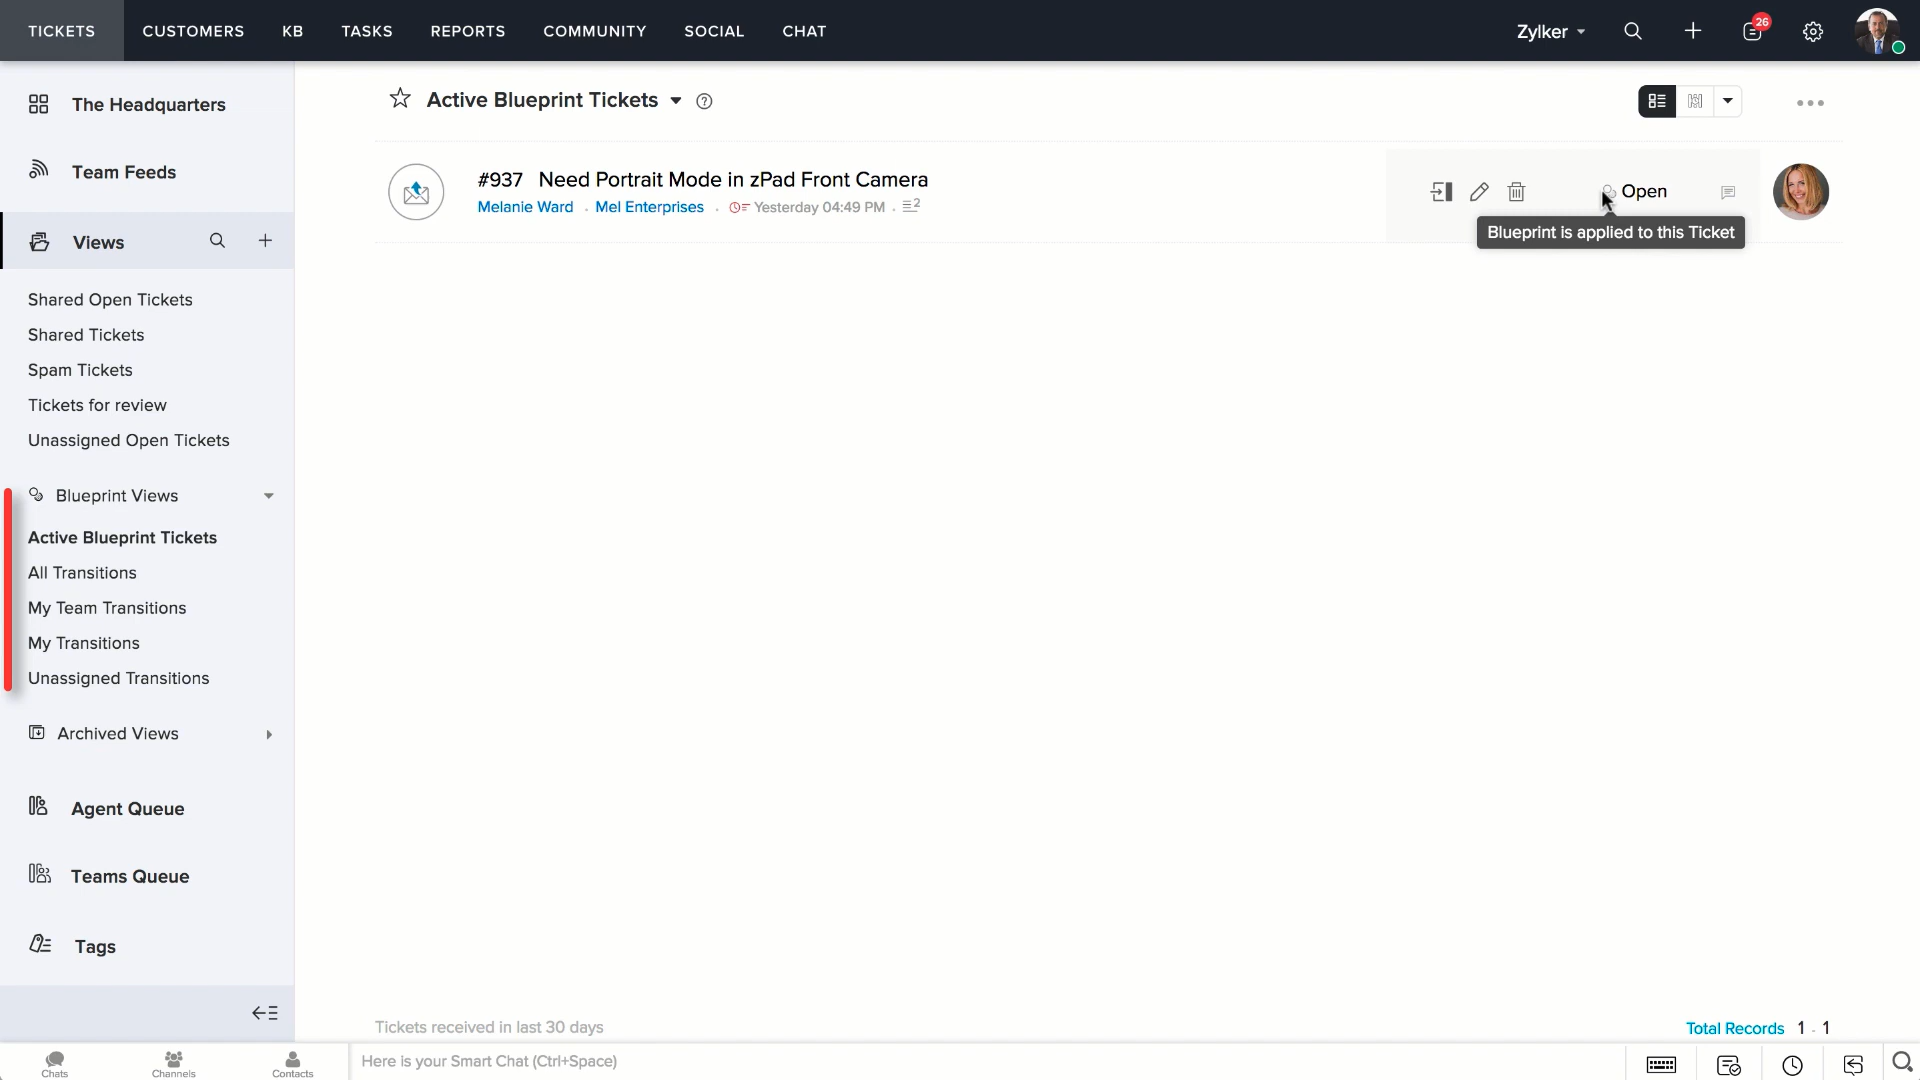 TICKETS
CUSTOMERS
KB
TASKS
REPORTS
COMMUNITY
SOCIAL
CHAT
Zylker
26
The Headquarters
Team Feeds
Views
Shared Open Tickets
Shared Tickets
Spam Tickets
Tickets for review
Unassigned Open Tickets
Blueprint Views
Active Blueprint Tickets
All Transitions
My Team Transitions
My Transitions
Unassigned Transitions
Archived Views
Agent Queue
Teams Queue
Tags
Active Blueprint Tickets
#937 Need Portrait Mode in zPad Front Camera
Melanie Ward . Mel Enterprises . Yesterday 04:49 PM . 2
Open
Blueprint is applied to this Ticket
Tickets received in last 30 days
Total Records 1 - 1
Chats
Channels
Contacts
Here is your Smart Chat (Ctrl+Space)